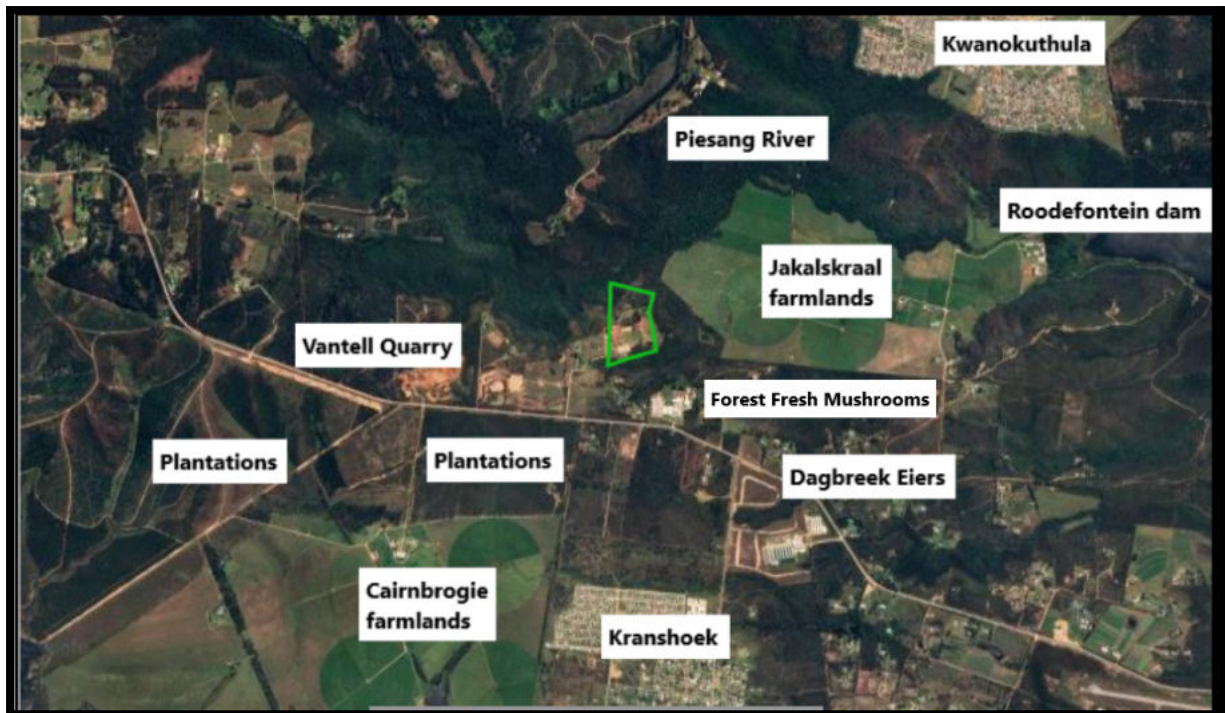 Kwanokuthula
Piesang River
Roodefontein dam
Jakalskraal
farmlands
Vantell Quarry
Forest Fresh Mushrooms
Plantations
Plantations
Dagbreek Eiers
Cairnbrogie
farmlands
Kranshoek